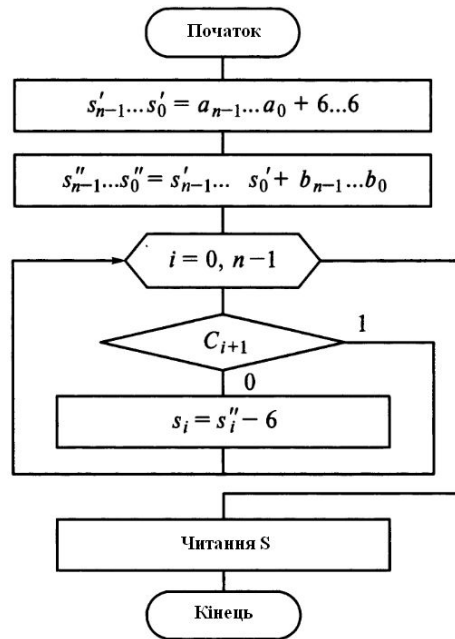 Початок
s'ₙ₋₁...s'₀ = aₙ₋₁...a₀ + 6...6
s''ₙ₋₁...s''₀ = s'ₙ₋₁... s'₀ + bₙ₋₁...b₀
i = 0, n−1
1
Cᵢ₊₁
0
sᵢ = s''ᵢ − 6
Читання S
Кінець